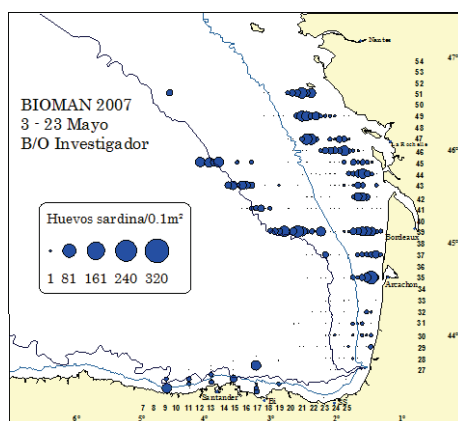 Nantes
47°
54
53
52
51
50
49
48
47
46
45
44
43
42
41
40
39
38
37
36
35
34
33
32
31
30
29
28
27
46°
45°
44°
BIOMAN 2007
3 - 23 Mayo
B/O Investigador
La Rochelle
Huevos sardina/0.1m²
1 81 161 240 320
Bordeaux
Arcachon
Santander
Bi
SS
7 8 9 10 11 12 13 14 15 16 17 18 19 20 21 22 23 24 25
6° 5° 4° 3° 2° 1°